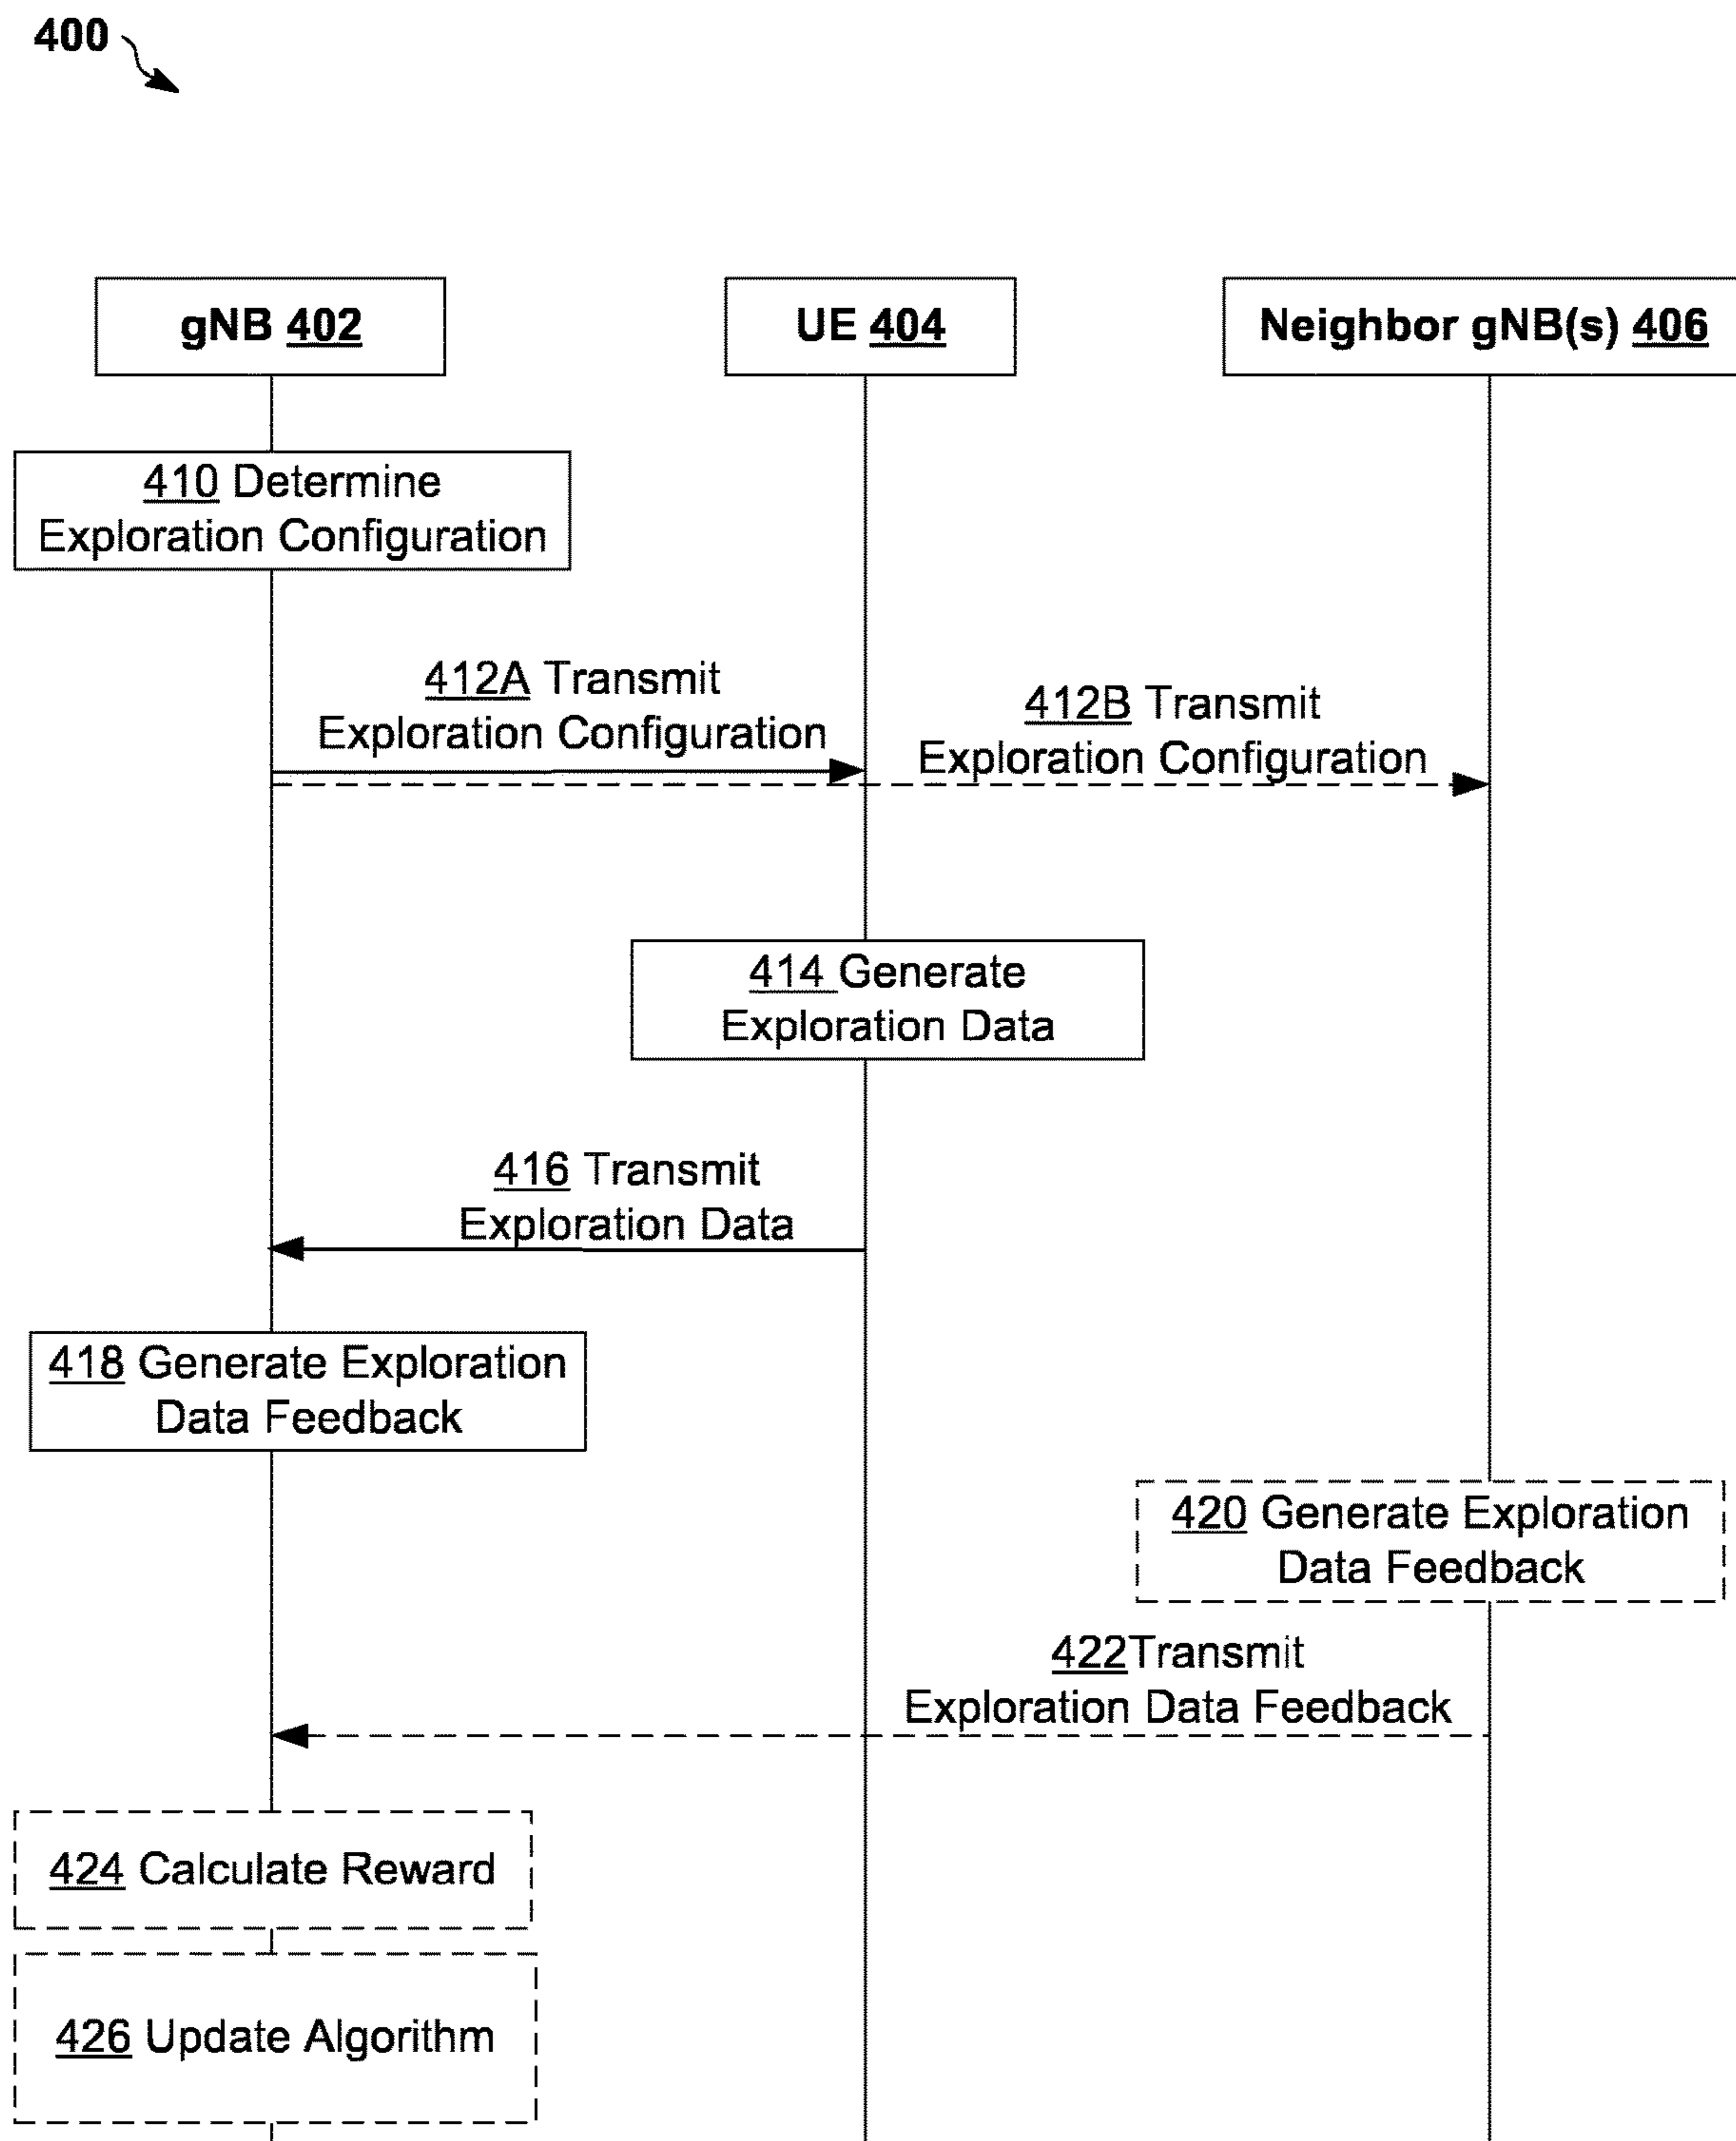 400
gNB 402
UE 404
Neighbor gNB(s) 406
410 Determine
Exploration Configuration
412A Transmit
Exploration Configuration
412B Transmit
Exploration Configuration
414 Generate
Exploration Data
416 Transmit
Exploration Data
418 Generate Exploration
Data Feedback
420 Generate Exploration
Data Feedback
422Transmit
Exploration Data Feedback
424 Calculate Reward
426 Update Algorithm